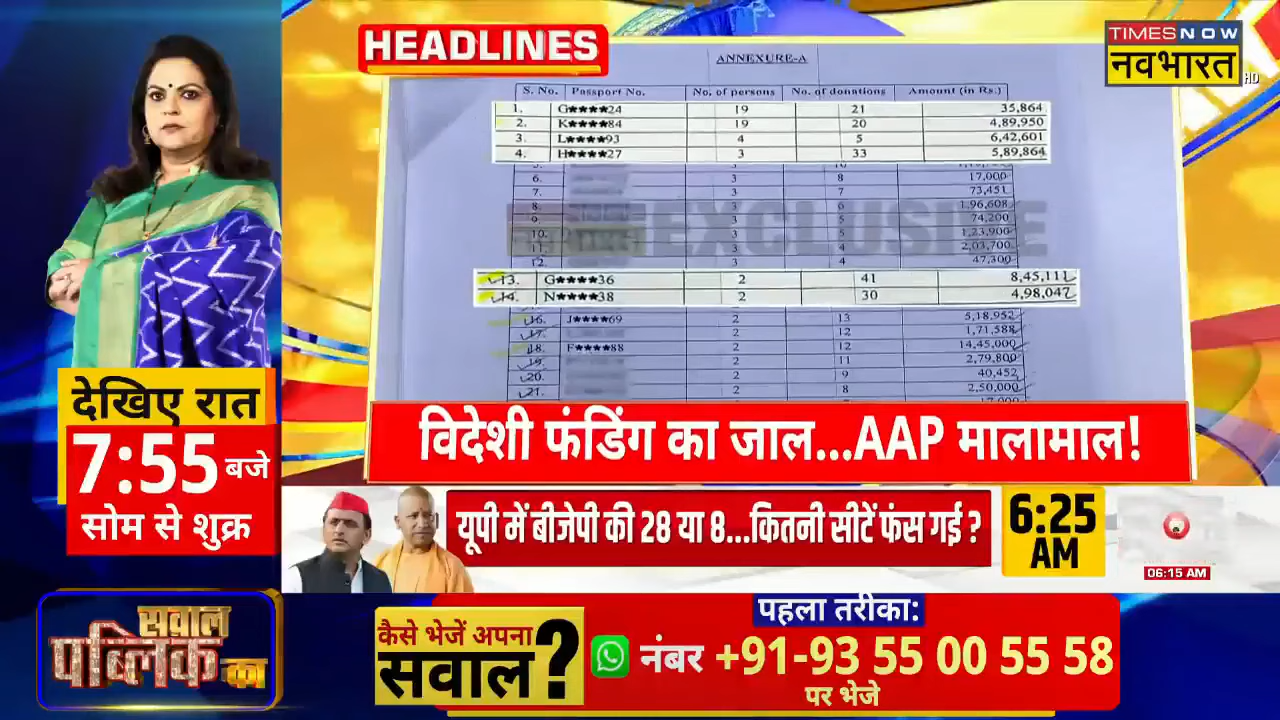 HEADLINES
TIMES NOW
नवभारत
HD
ANNEXURE-A
S. No. Passport No. No. of persons No. of donations Amount (in Rs.)
1. G****24 19 21 35,864
2. K****84 19 20 4,89,950
3. L****93 4 5 6,42,601
4. H****27 3 33 5,89,864
6. 3 8 17,000
7. 3 7 73,451
8. 3 6 1,96,608
9. 3 5 74,200
10. 3 5 1,23,900
11. 3 4 2,03,700
12. 3 4 47,300
EXCLUSIVE
13. G****36 2 41 8,45,111
14. N****38 2 30 4,98,047
16. J****69 2 13 5,18,952
17. 2 12 1,71,588
18. F****88 2 12 14,45,000
19. 2 11 2,79,800
20. 2 9 40,452
21. 2 8 2,50,000
विदेशी फंडिंग का जाल...AAP मालामाल!
देखिए रात
7:55 बजे
सोम से शुक्र
यूपी में बीजेपी की 28 या 8...कितनी सीटें फंस गई ?
6:25
AM
06:15 AM
सवाल
पब्लिक का
कैसे भेजें अपना
सवाल?
पहला तरीका:
नंबर +91-93 55 00 55 58
पर भेजे